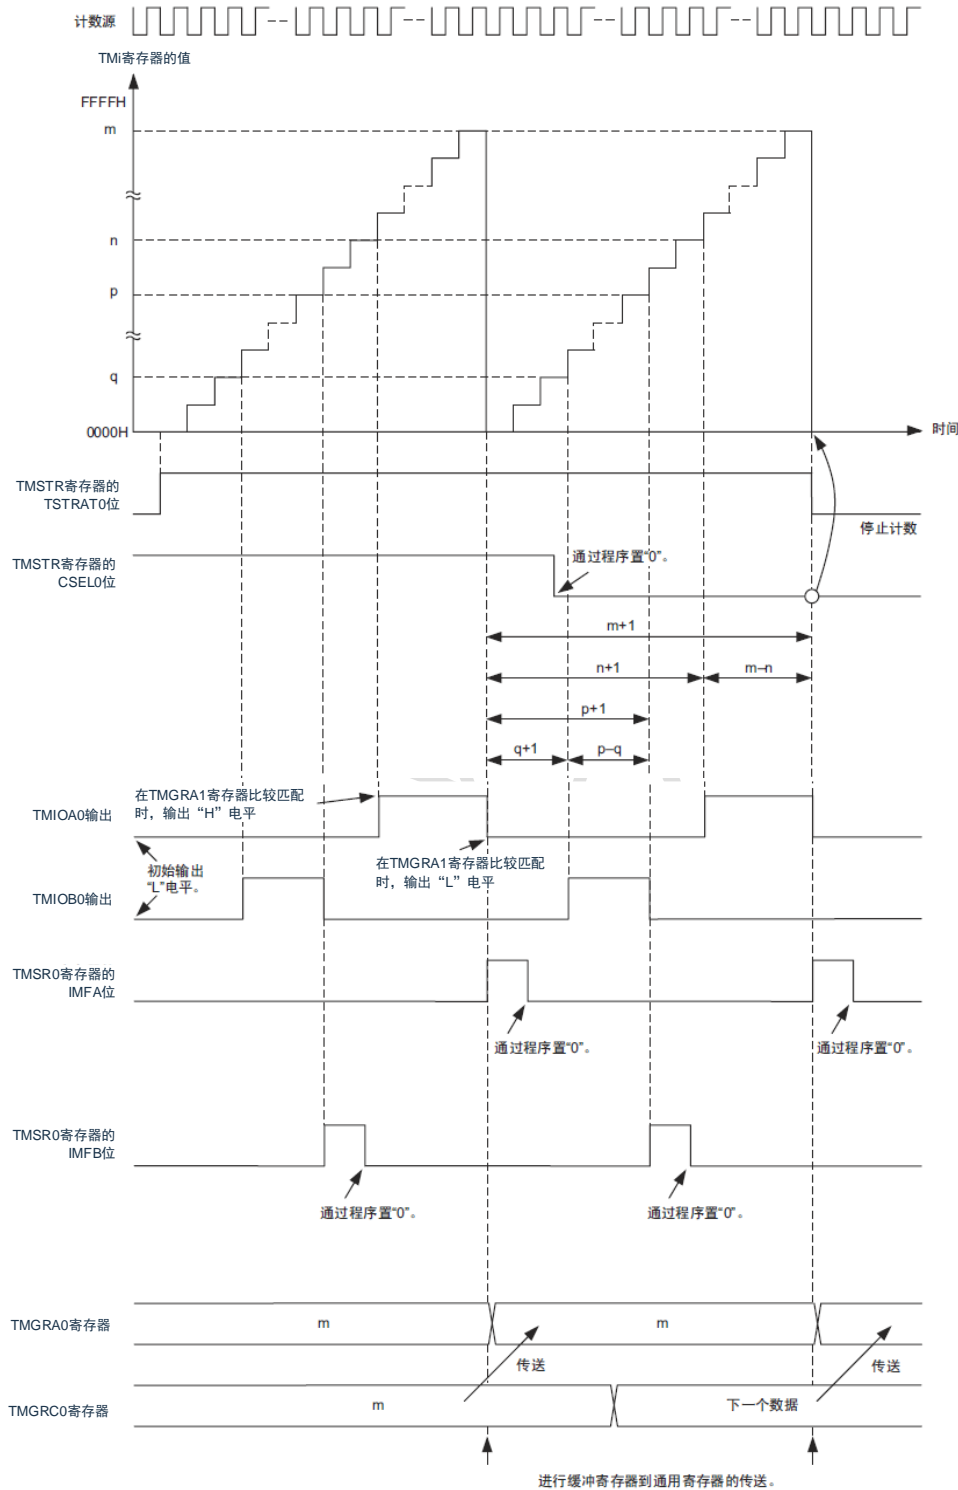 计数源
TMi寄存器的值
FFFFH
m
n
p
q
0000H
时间
TMSTR寄存器的
TSTRAT0位
停止计数
TMSTR寄存器的
CSEL0位
通过程序置“0”。
m+1
n+1
m−n
p+1
q+1
p−q
在TMGRA1寄存器比较匹配
时，输出“H”电平
TMIOA0输出
在TMGRA1寄存器比较匹配
时，输出“L”电平
初始输出
“L”电平。
TMIOB0输出
TMSR0寄存器的
IMFA位
通过程序置“0”。
通过程序置“0”。
TMSR0寄存器的
IMFB位
通过程序置“0”。
通过程序置“0”。
TMGRA0寄存器
m
m
传送
传送
TMGRC0寄存器
m
下一个数据
进行缓冲寄存器到通用寄存器的传送。